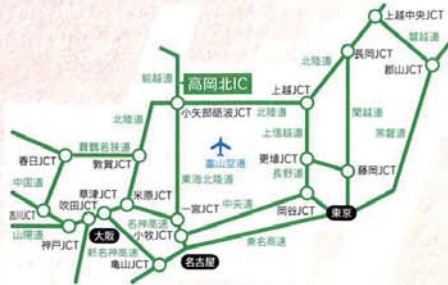 上越中央JCT
磐越道
北陸道
長岡JCT
郡山JCT
能越道
高岡北IC
小矢部砺波JCT
北陸道
上越JCT
関越道
常磐道
北陸道
上信越道
舞鶴若狭道
富山空港
更埴JCT
春日JCT
敦賀JCT
東海北陸道
長野道
藤岡JCT
中国道
草津JCT
米原JCT
吹田JCT
一宮JCT
中央道
岡谷JCT
東京
吉川JCT
名神高速
山陽道
大阪
小牧JCT
東名高速
神戸JCT
新名神高速
亀山JCT
名古屋